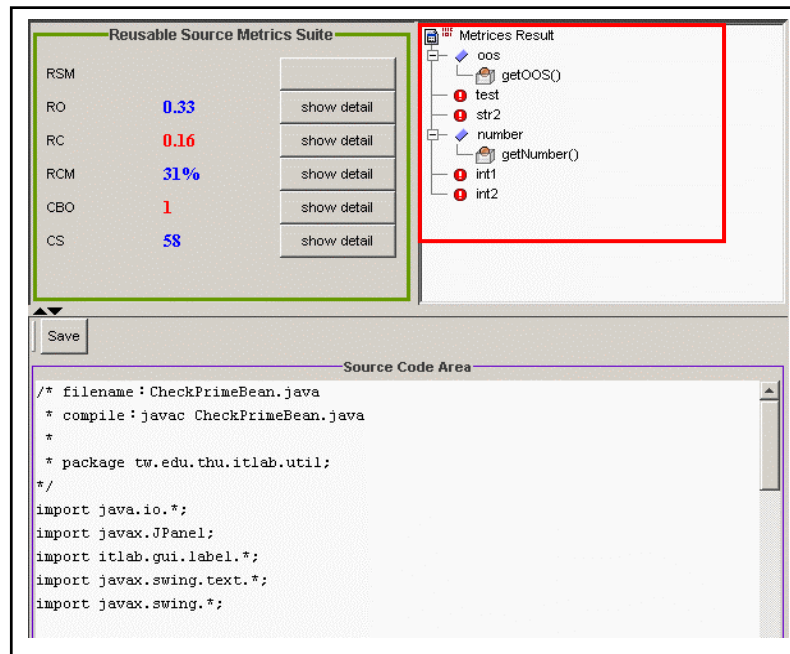 Reusable Source Metrics Suite
RSM
RO 0.33 show detail
RC 0.16 show detail
RCM 31% show detail
CBO 1 show detail
CS 58 show detail
Metrices Result
oos
getOOS()
test
str2
number
getNumber()
int1
int2
Save
Source Code Area
/* filename：CheckPrimeBean.java
* compile：javac CheckPrimeBean.java
*
* package tw.edu.thu.itlab.util;
*/
import java.io.*;
import javax.JPanel;
import itlab.gui.label.*;
import javax.swing.text.*;
import javax.swing.*;